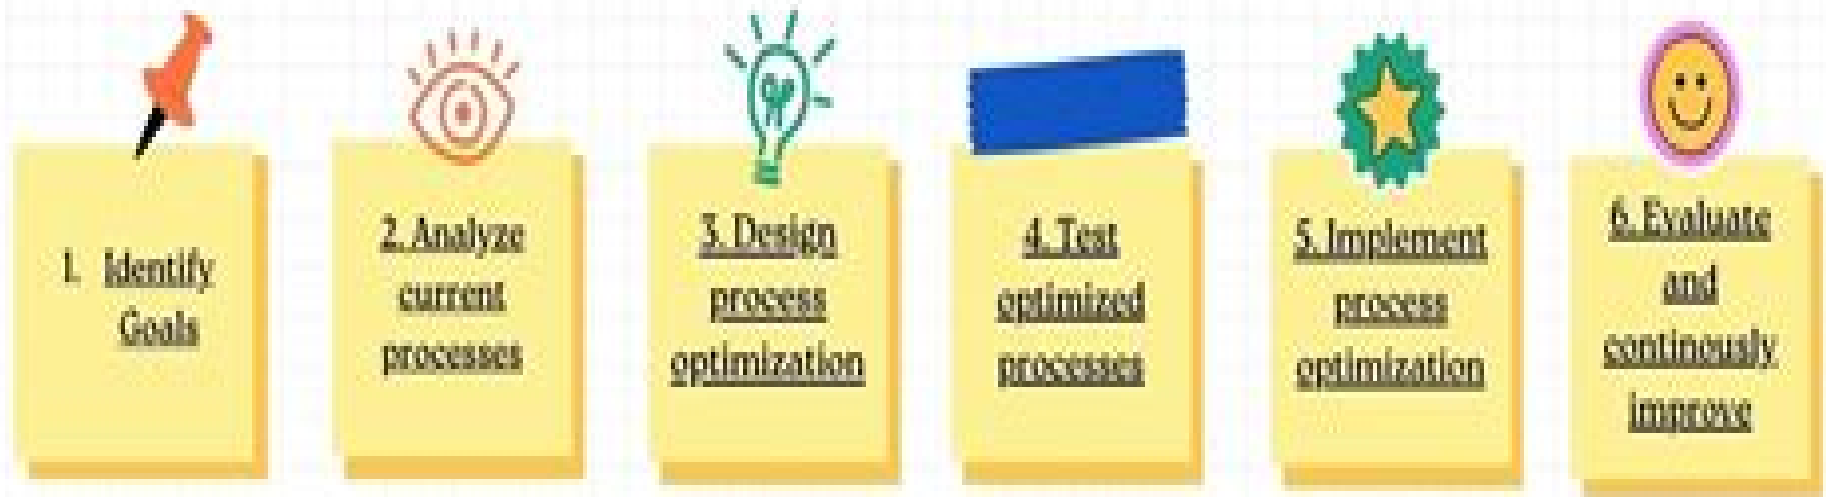 1. Identify
Goals
2. Analyze
current
processes
3. Design
process
optimization
4. Test
optimized
processes
5. Implement
process
optimization
6. Evaluate
and
continously
improve